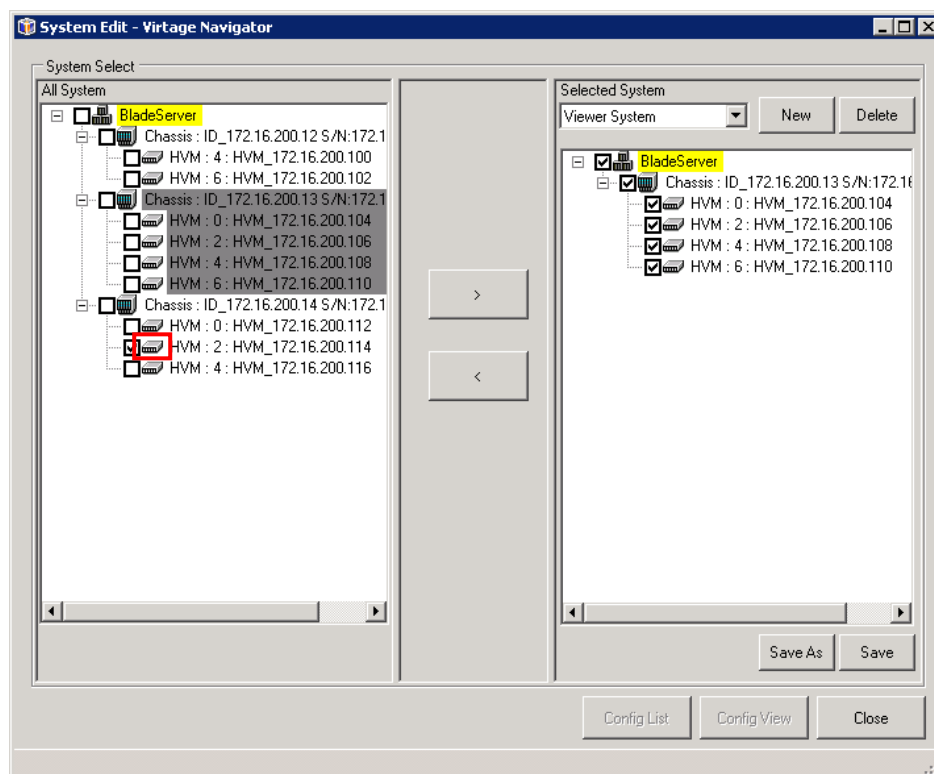 System Edit - Virtage Navigator
System Select
All System
BladeServer
Chassis : ID_172.16.200.12 S/N:172.1
HVM : 4 : HVM_172.16.200.100
HVM : 6 : HVM_172.16.200.102
Chassis : ID_172.16.200.13 S/N:172.1
HVM : 0 : HVM_172.16.200.104
HVM : 2 : HVM_172.16.200.106
HVM : 4 : HVM_172.16.200.108
HVM : 6 : HVM_172.16.200.110
Chassis : ID_172.16.200.14 S/N:172.1
HVM : 0 : HVM_172.16.200.112
HVM : 2 : HVM_172.16.200.114
HVM : 4 : HVM_172.16.200.116
>
<
Selected System
Viewer System
New
Delete
BladeServer
Chassis : ID_172.16.200.13 S/N:172.16
HVM : 0 : HVM_172.16.200.104
HVM : 2 : HVM_172.16.200.106
HVM : 4 : HVM_172.16.200.108
HVM : 6 : HVM_172.16.200.110
Save As
Save
Config List
Config View
Close